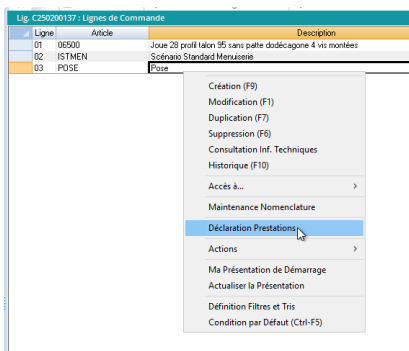 Lig. C250200137 : Lignes de Commande
Ligne Article Description
01 06500 Joue 28 profil talon 95 sans patte dodécagone 4 vis montées
02 ISTMEN Scénario Standard Menuiserie
03 POSE Pose
Création (F9)
Modification (F1)
Duplication (F7)
Suppression (F6)
Consultation Inf. Techniques
Historique (F10)
Accès à... >
Maintenance Nomenclature
Déclaration Prestations
Actions >
Ma Présentation de Démarrage
Actualiser la Présentation
Définition Filtres et Tris
Condition par Défaut (Ctrl-F5)